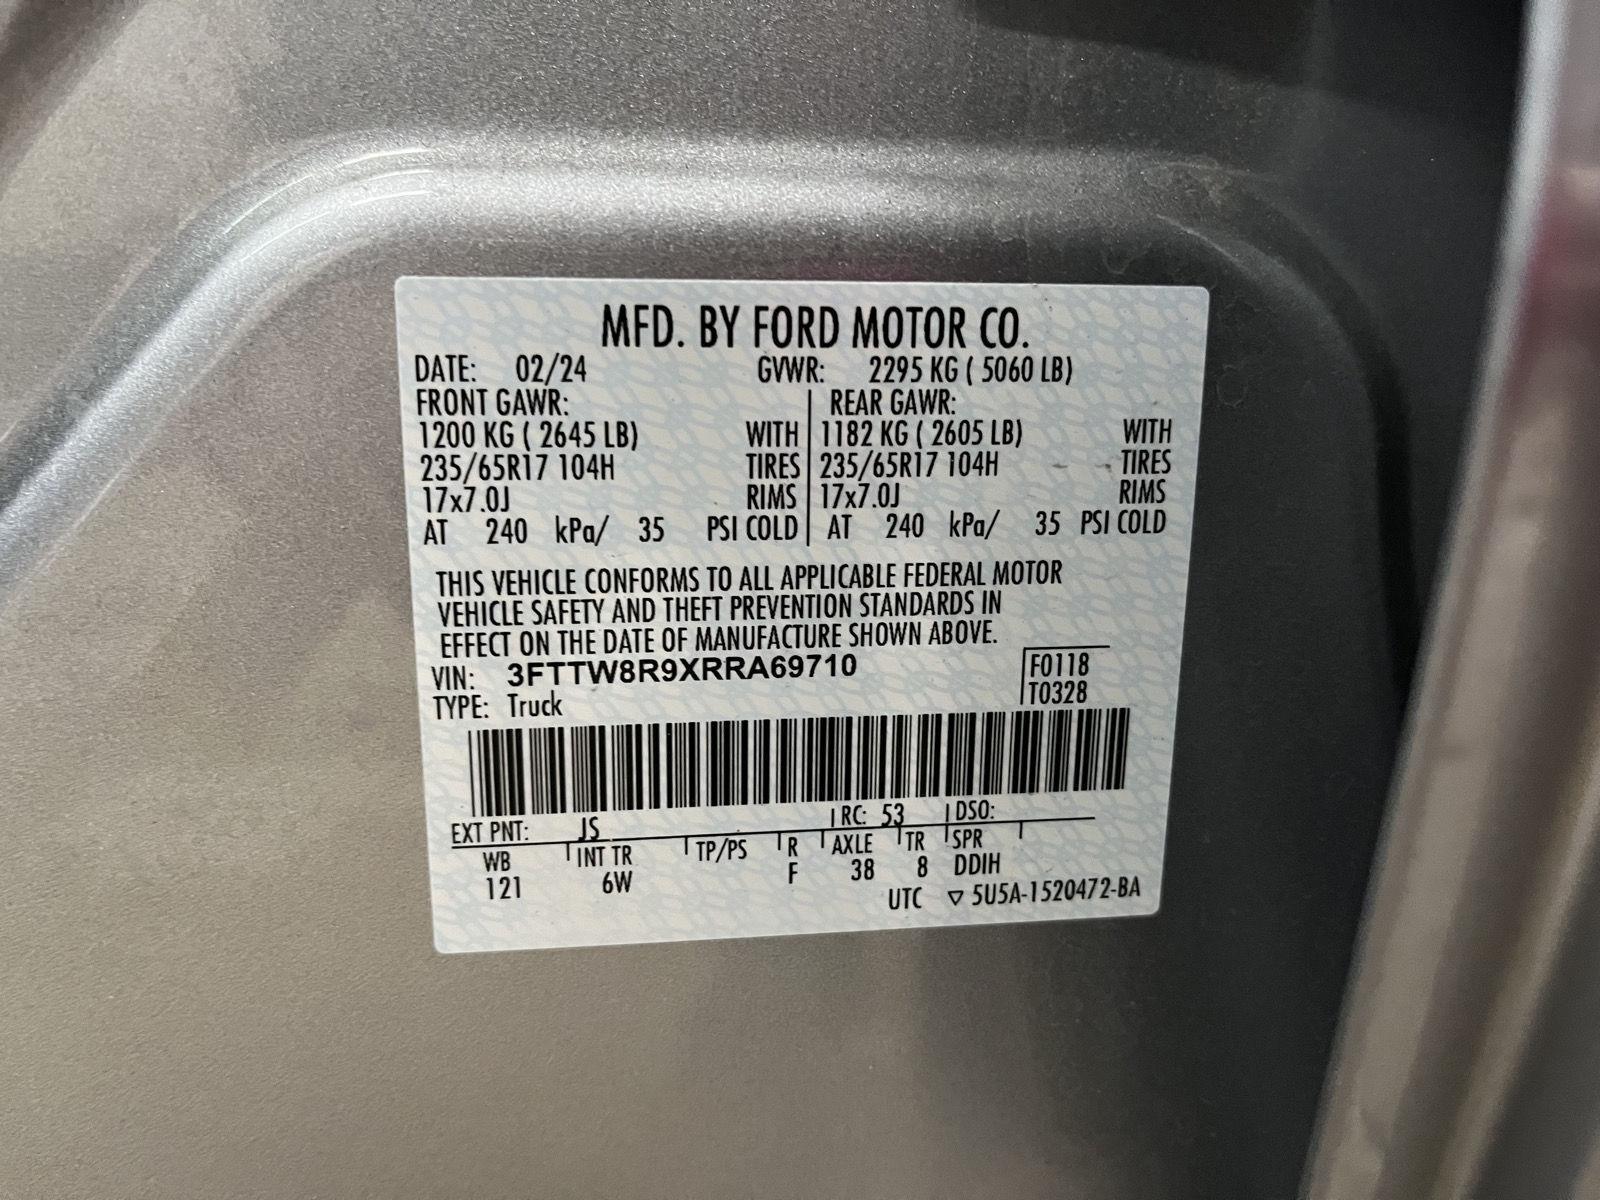 MFD. BY FORD MOTOR CO.
DATE: 02/24 GVWR: 2295 KG ( 5060 LB)
FRONT GAWR: REAR GAWR:
1200 KG ( 2645 LB) WITH 1182 KG ( 2605 LB) WITH
235/65R17 104H TIRES 235/65R17 104H TIRES
17x7.0J RIMS 17x7.0J RIMS
AT 240 kPa/ 35 PSI COLD AT 240 kPa/ 35 PSI COLD
THIS VEHICLE CONFORMS TO ALL APPLICABLE FEDERAL MOTOR
VEHICLE SAFETY AND THEFT PREVENTION STANDARDS IN
EFFECT ON THE DATE OF MANUFACTURE SHOWN ABOVE.
VIN: 3FTTW8R9XRRA69710 F0118
TYPE: Truck T0328
EXT PNT: JS RC: 53 DSO:
WB INT TR TP/PS R AXLE TR SPR
121 6W F 38 8 DDIH
UTC ▽ 5U5A-1520472-BA